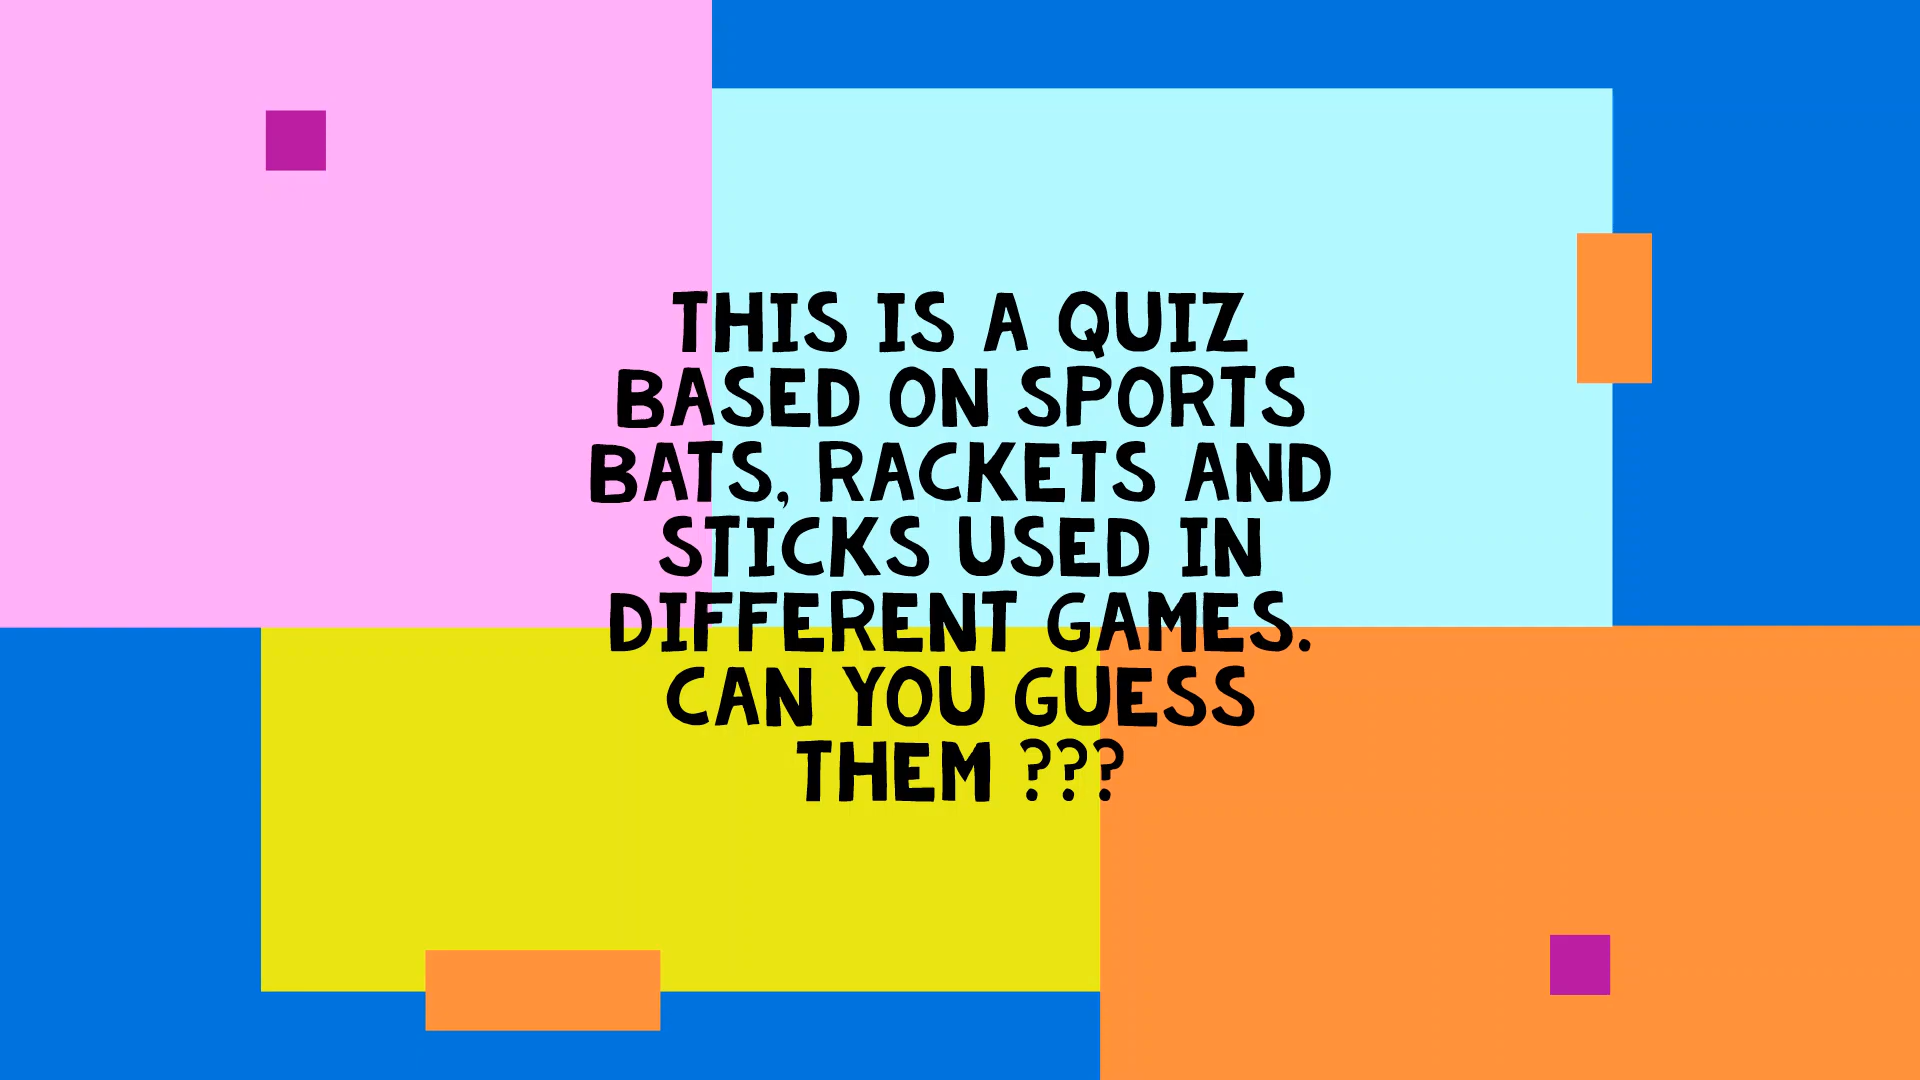 THIS IS A QUIZ
BASED ON SPORTS
BATS, RACKETS AND
STICKS USED IN
DIFFERENT GAMES.
CAN YOU GUESS
THEM ???